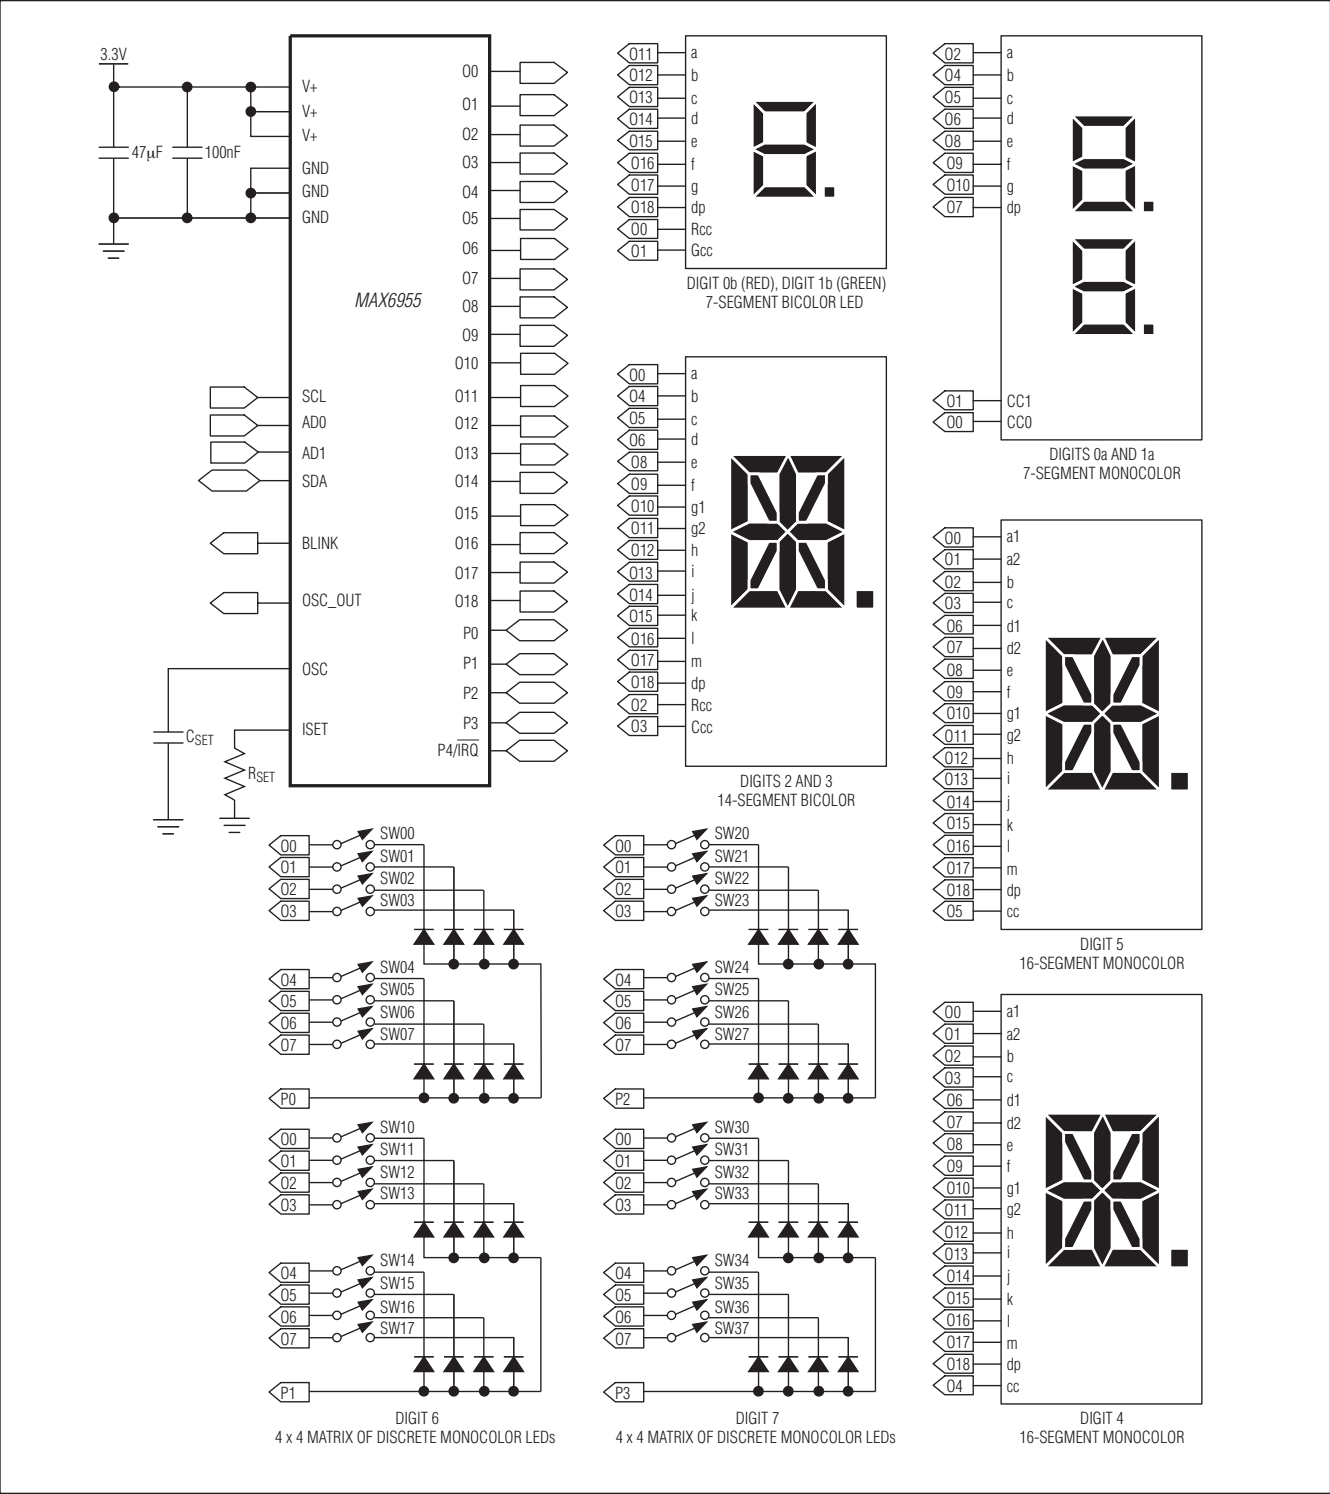 3.3V
47µF
100nF
V+
V+
V+
GND
GND
GND
MAX6955
SCL
AD0
AD1
SDA
BLINK
OSC_OUT
OSC
ISET
CSET
RSET
O0
O1
O2
O3
O4
O5
O6
O7
O8
O9
O10
O11
O12
O13
O14
O15
O16
O17
O18
P0
P1
P2
P3
P4/IRQ
O11 a
O12 b
O13 c
O14 d
O15 e
O16 f
O17 g
O18 dp
O0 Rcc
O1 Gcc
DIGIT 0b (RED), DIGIT 1b (GREEN)
7-SEGMENT BICOLOR LED
O2 a
O4 b
O5 c
O6 d
O8 e
O9 f
O10 g
O7 dp
O1 CC1
O0 CC0
DIGITS 0a AND 1a
7-SEGMENT MONOCOLOR
O0 a
O4 b
O5 c
O6 d
O8 e
O9 f
O10 g1
O11 g2
O12 h
O13 i
O14 j
O15 k
O16 l
O17 m
O18 dp
O2 Rcc
O3 Ccc
DIGITS 2 AND 3
14-SEGMENT BICOLOR
O0 a1
O1 a2
O2 b
O3 c
O6 d1
O7 d2
O8 e
O9 f
O10 g1
O11 g2
O12 h
O13 i
O14 j
O15 k
O16 l
O17 m
O18 dp
O5 cc
DIGIT 5
16-SEGMENT MONOCOLOR
O0 SW00
O1 SW01
O2 SW02
O3 SW03
O4 SW04
O5 SW05
O6 SW06
O7 SW07
P0
O0 SW10
O1 SW11
O2 SW12
O3 SW13
O4 SW14
O5 SW15
O6 SW16
O7 SW17
P1
DIGIT 6
4 x 4 MATRIX OF DISCRETE MONOCOLOR LEDs
O0 SW20
O1 SW21
O2 SW22
O3 SW23
O4 SW24
O5 SW25
O6 SW26
O7 SW27
P2
O0 SW30
O1 SW31
O2 SW32
O3 SW33
O4 SW34
O5 SW35
O6 SW36
O7 SW37
P3
DIGIT 7
4 x 4 MATRIX OF DISCRETE MONOCOLOR LEDs
O0 a1
O1 a2
O2 b
O3 c
O6 d1
O7 d2
O8 e
O9 f
O10 g1
O11 g2
O12 h
O13 i
O14 j
O15 k
O16 l
O17 m
O18 dp
O4 cc
DIGIT 4
16-SEGMENT MONOCOLOR